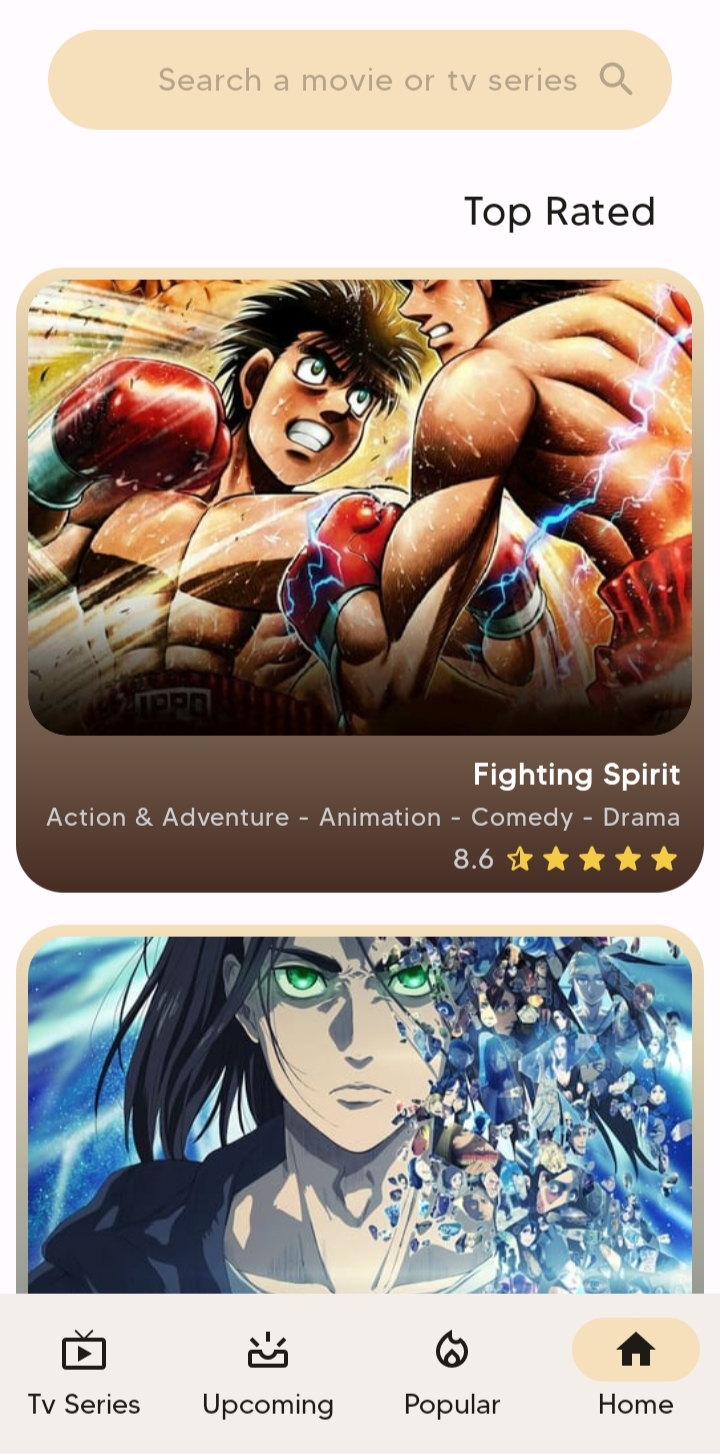 Search a movie or tv series
Top Rated
IPPO
Fighting Spirit
Action & Adventure - Animation - Comedy - Drama
8.6
Tv Series
Upcoming
Popular
Home